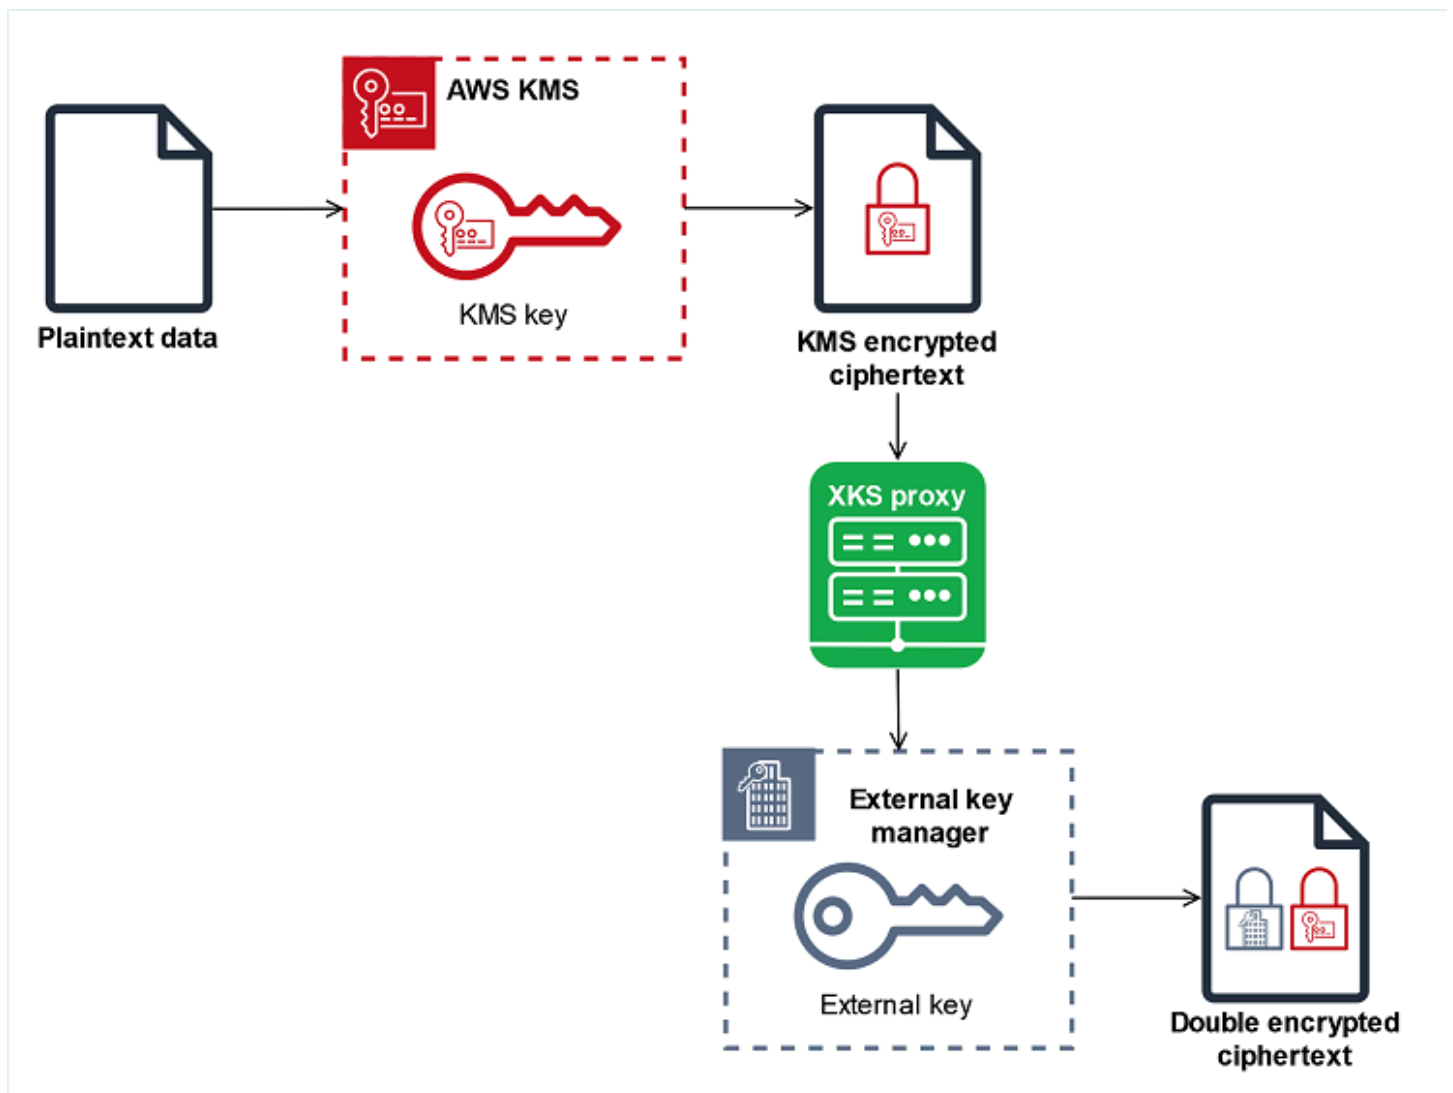 AWS KMS
KMS key
Plaintext data
KMS encrypted
ciphertext
XKS proxy
External key
manager
External key
Double encrypted
ciphertext